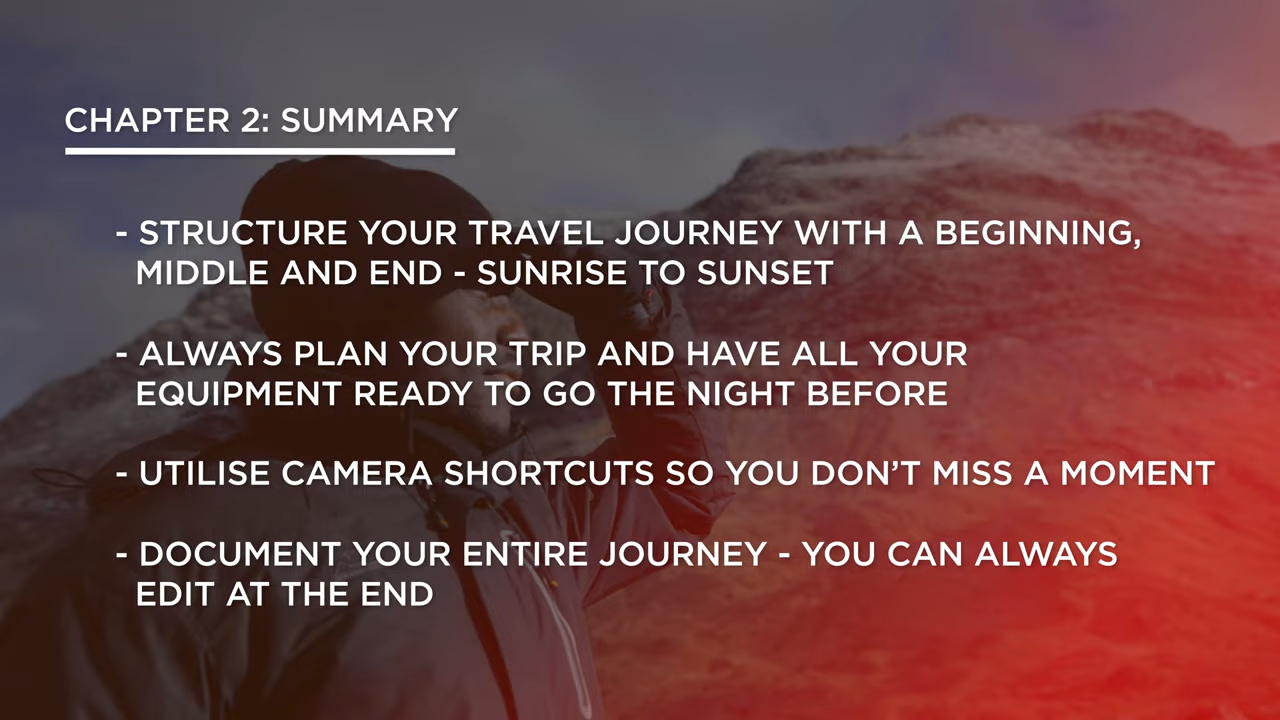 CHAPTER 2: SUMMARY
- STRUCTURE YOUR TRAVEL JOURNEY WITH A BEGINNING,
MIDDLE AND END - SUNRISE TO SUNSET
- ALWAYS PLAN YOUR TRIP AND HAVE ALL YOUR
EQUIPMENT READY TO GO THE NIGHT BEFORE
- UTILISE CAMERA SHORTCUTS SO YOU DON’T MISS A MOMENT
- DOCUMENT YOUR ENTIRE JOURNEY - YOU CAN ALWAYS
EDIT AT THE END